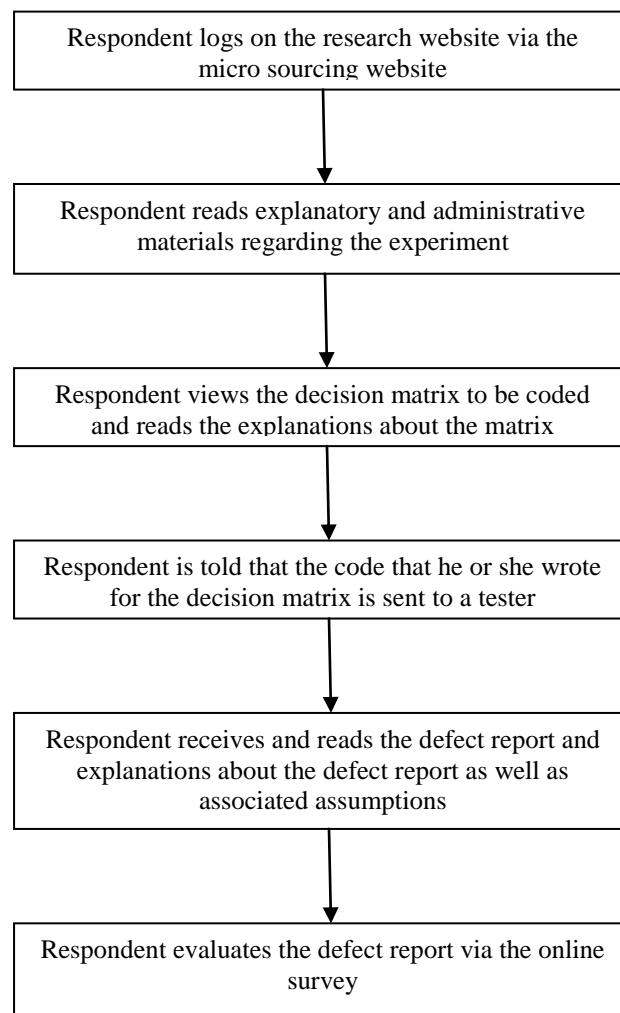 Respondent logs on the research website via the
micro sourcing website
Respondent reads explanatory and administrative
materials regarding the experiment
Respondent views the decision matrix to be coded
and reads the explanations about the matrix
Respondent is told that the code that he or she wrote
for the decision matrix is sent to a tester
Respondent receives and reads the defect report and
explanations about the defect report as well as
associated assumptions
Respondent evaluates the defect report via the online
survey